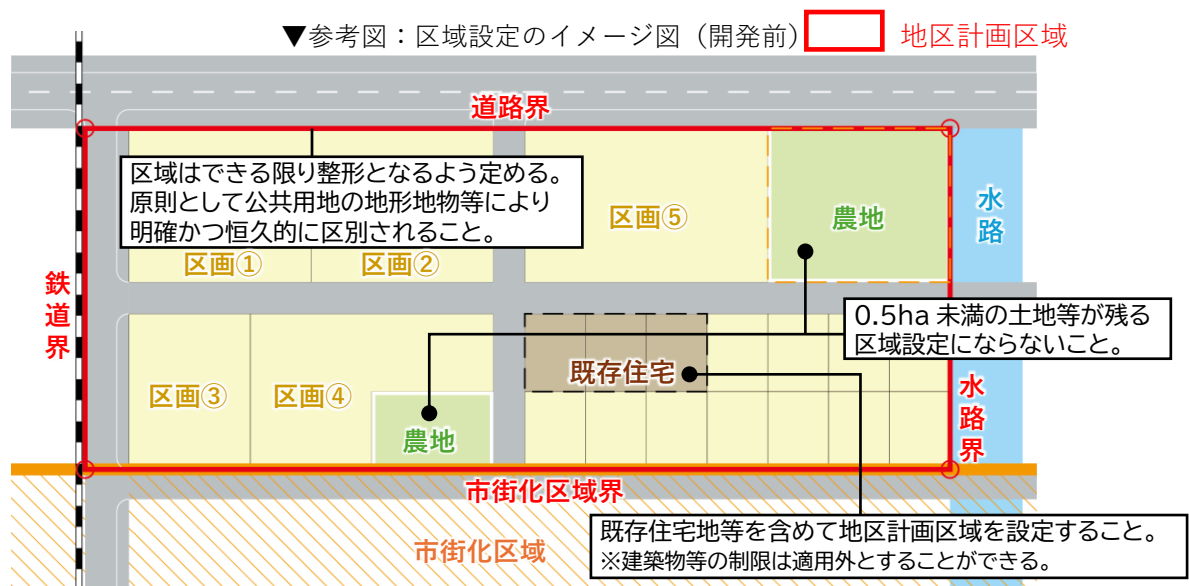 ▼参考図：区域設定のイメージ図（開発前）
地区計画区域
道路界
区域はできる限り整形となるよう定める。
原則として公共用地の地形地物等により
明確かつ恒久的に区別されること。
区画①
区画②
区画⑤
農地
水路
鉄道界
0.5ha 未満の土地等が残る
区域設定にならないこと。
既存住宅
区画③
区画④
農地
水路界
市街化区域界
市街化区域
既存住宅地等を含めて地区計画区域を設定すること。
※建築物等の制限は適用外とすることができる。